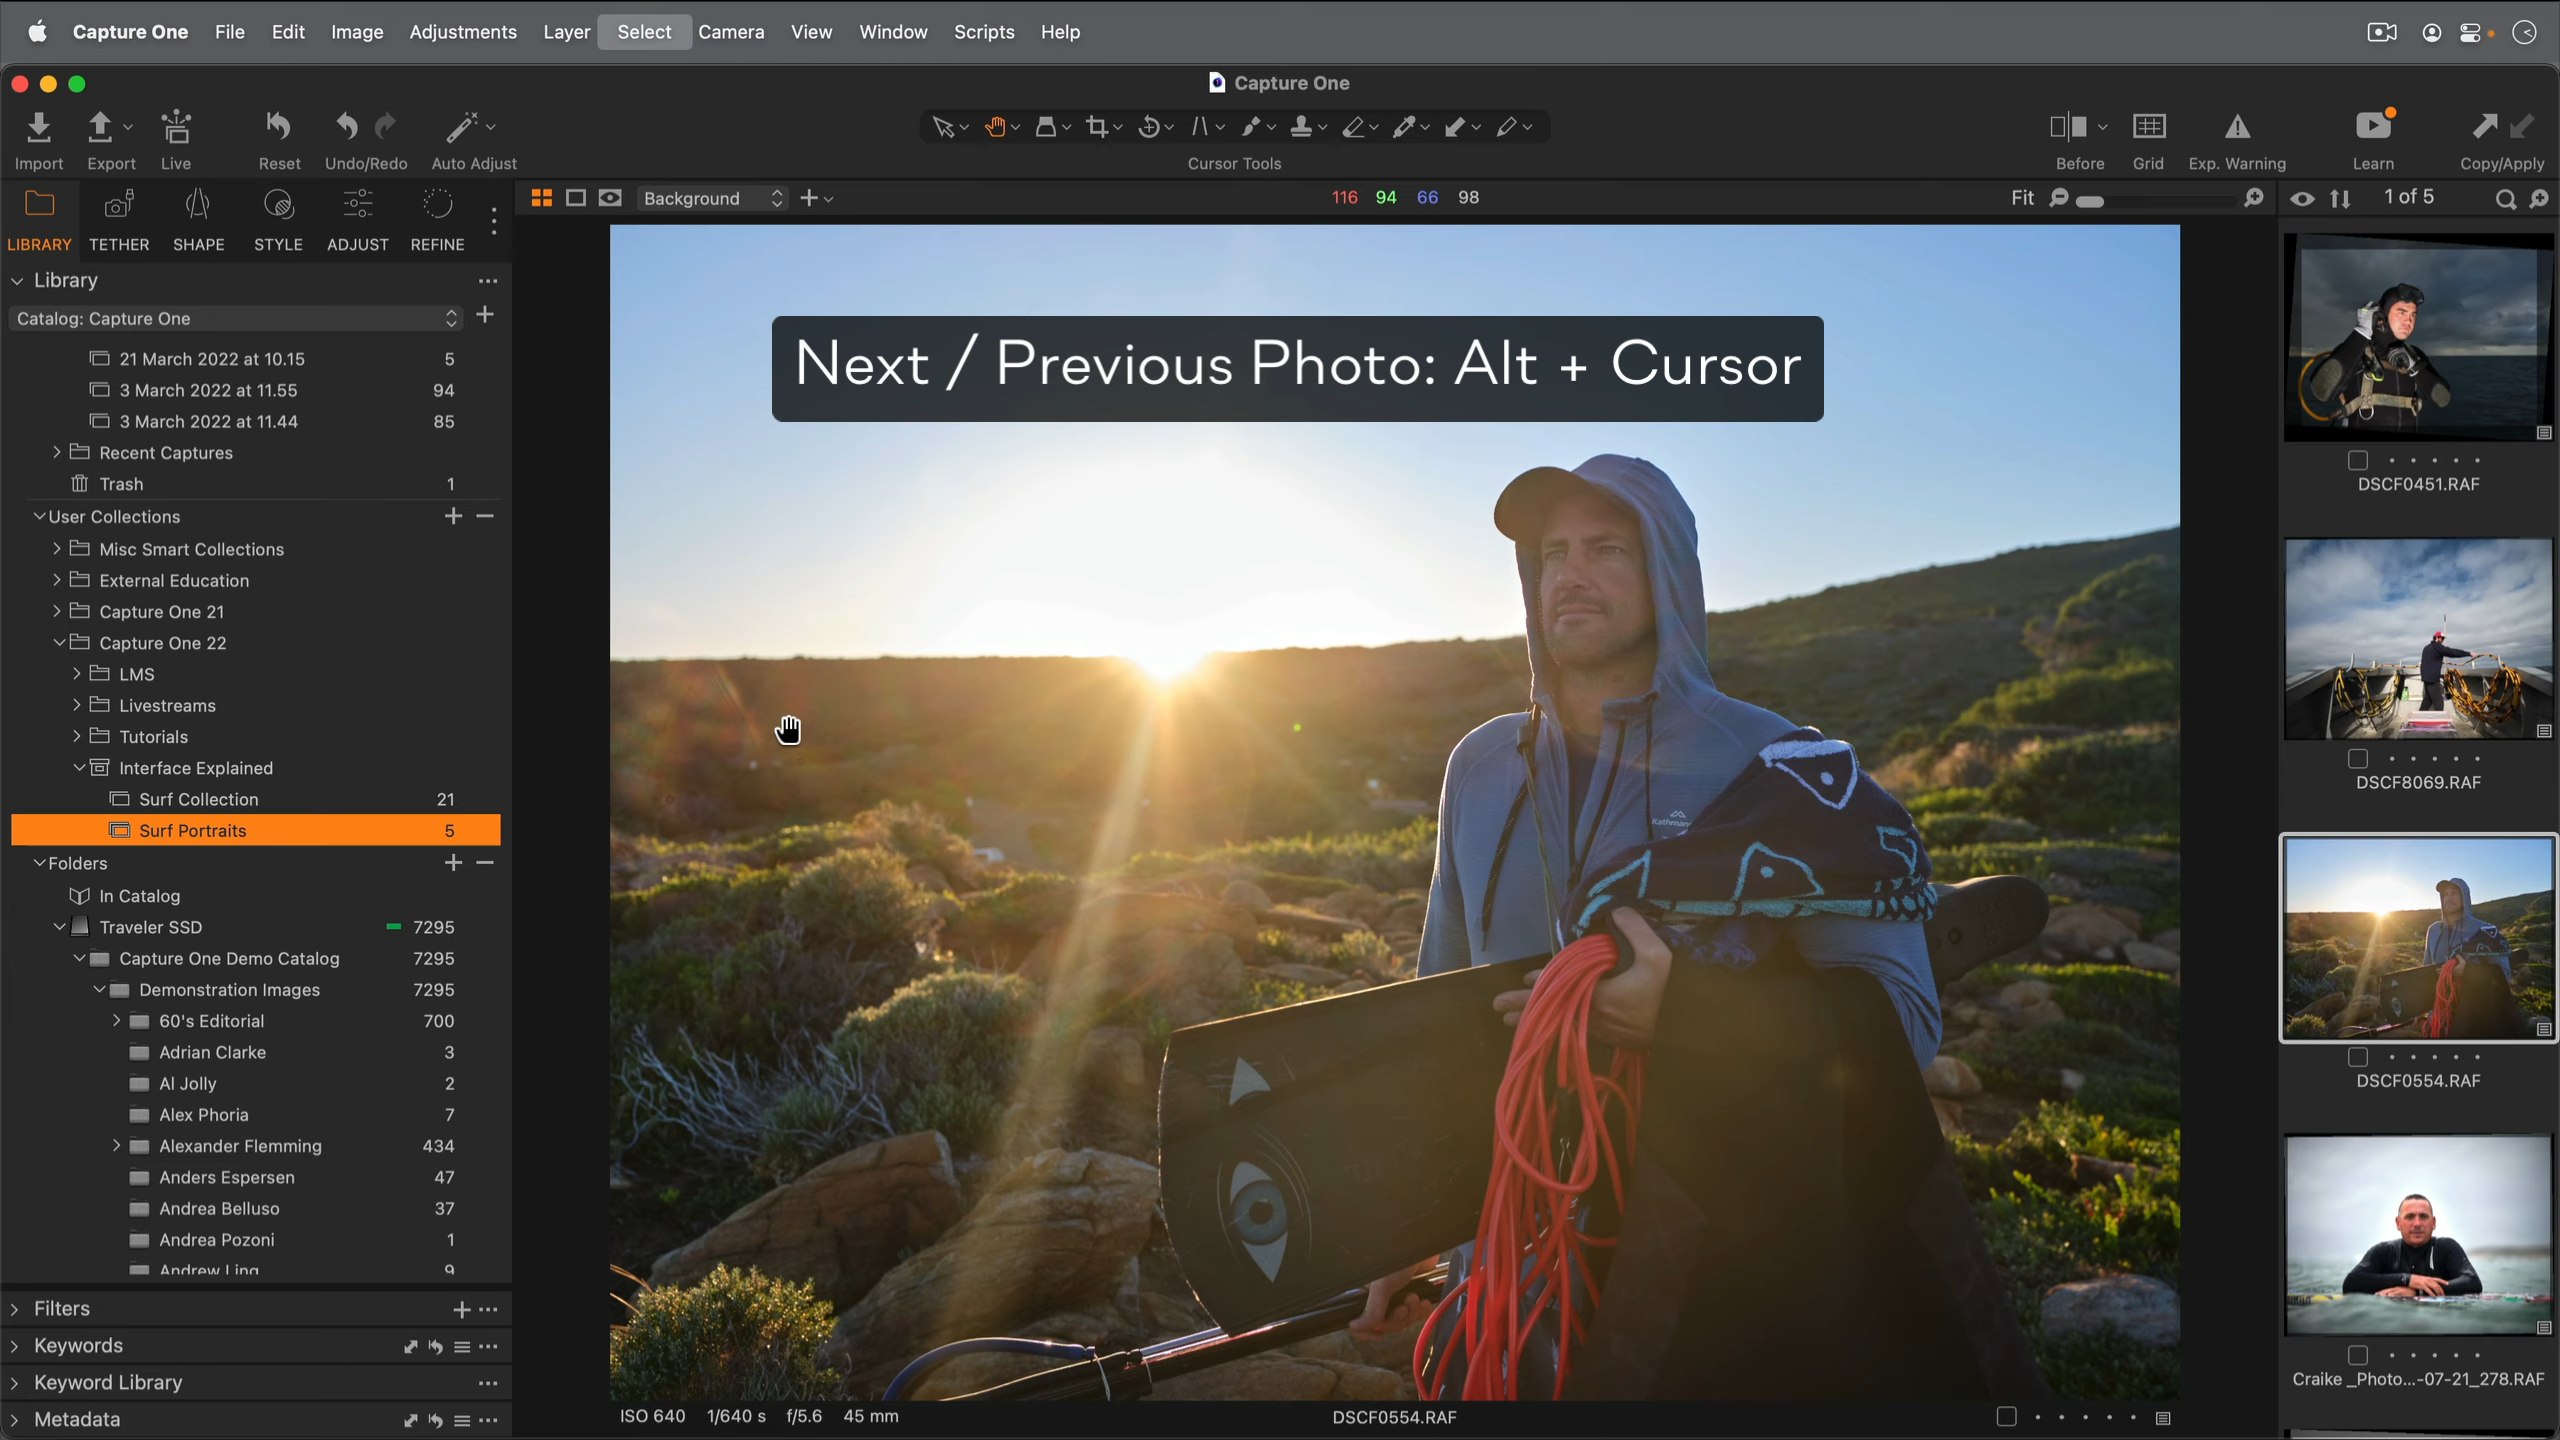 Capture One File Edit Image Adjustments Layer Select Camera View Window Scripts Help
Capture One
Import Export Live Reset Undo/Redo Auto Adjust Cursor Tools Before Grid Exp. Warning Learn Copy/Apply
LIBRARY TETHER SHAPE STYLE ADJUST REFINE
Background 116 94 66 98 Fit 1 of 5
Library
Catalog: Capture One
21 March 2022 at 10.15 5
3 March 2022 at 11.55 94
3 March 2022 at 11.44 85
Recent Captures
Trash 1
User Collections
Misc Smart Collections
External Education
Capture One 21
Capture One 22
LMS
Livestreams
Tutorials
Interface Explained
Surf Collection 21
Surf Portraits 5
Folders
In Catalog
Traveler SSD 7295
Capture One Demo Catalog 7295
Demonstration Images 7295
60's Editorial 700
Adrian Clarke 3
Al Jolly 2
Alex Phoria 7
Alexander Flemming 434
Anders Espersen 47
Andrea Belluso 37
Andrea Pozoni 1
Andrew Ling 9
Filters
Keywords
Keyword Library
Metadata
Next / Previous Photo: Alt + Cursor
ISO 640 1/640 s f/5.6 45 mm DSCF0554.RAF
DSCF0451.RAF
DSCF8069.RAF
DSCF0554.RAF
Craike _Photo...-07-21_278.RAF